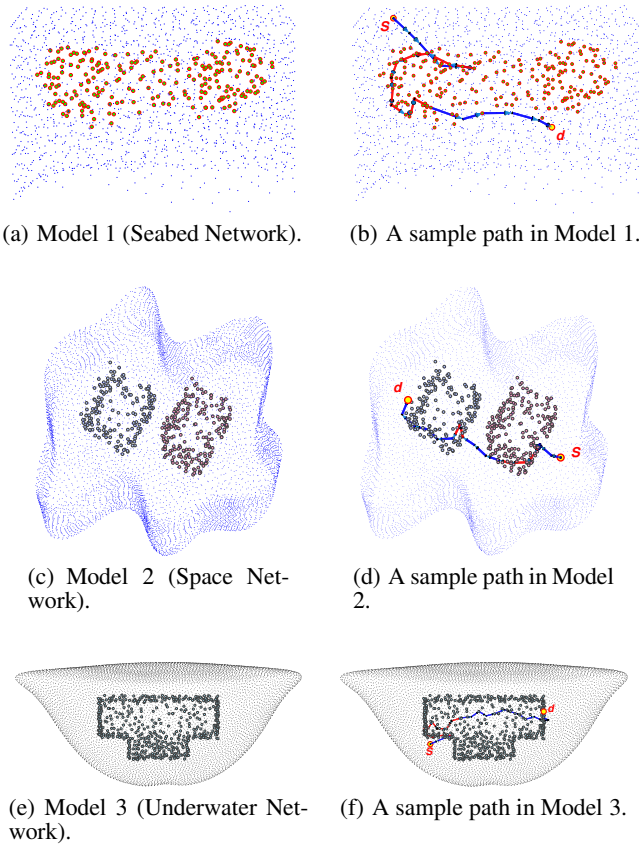 S
d
(a) Model 1 (Seabed Network).
(b) A sample path in Model 1.
d
S
(c) Model 2 (Space Net-
work).
(d) A sample path in Model
2.
d
S
(e) Model 3 (Underwater Net-
work).
(f) A sample path in Model 3.